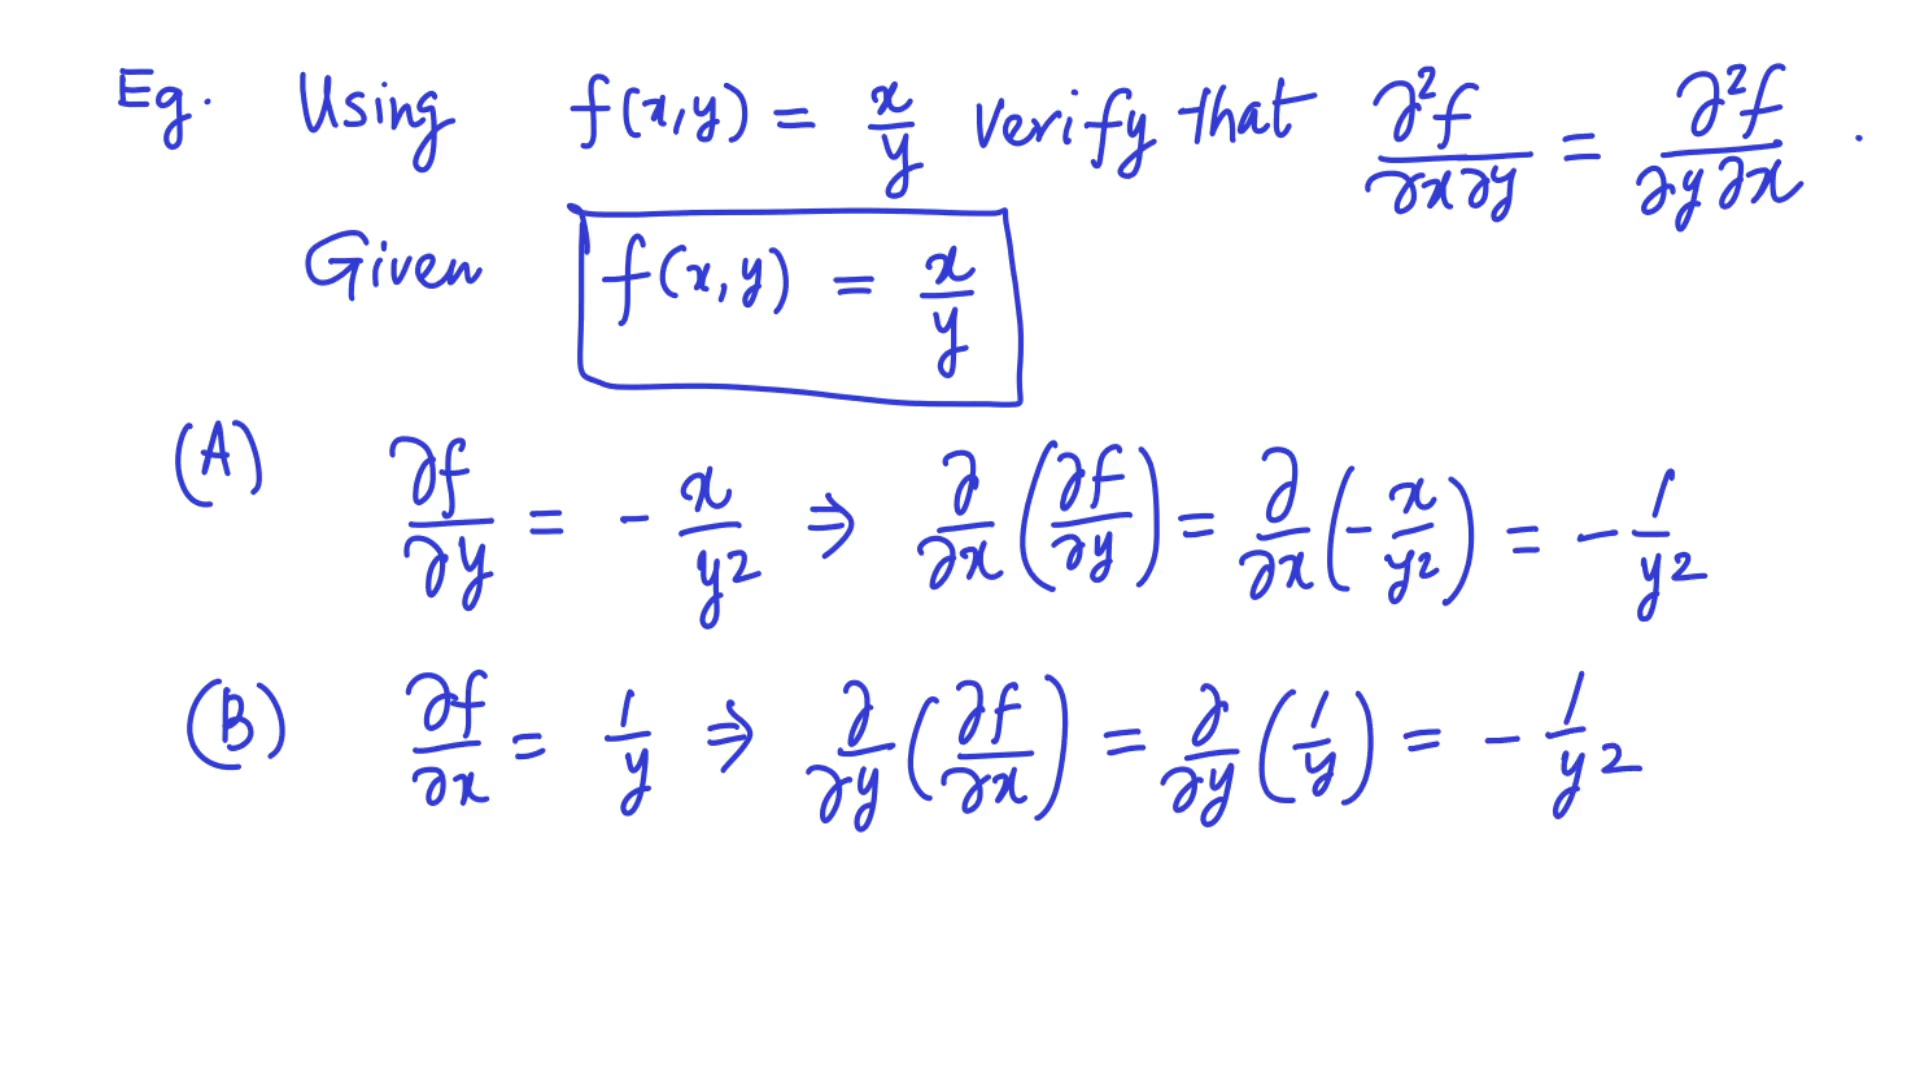 Eg. Using f(x,y) = x/y verify that ∂²f/∂x∂y = ∂²f/∂y∂x .
Given f(x,y) = x/y
(A) ∂f/∂y = - x/y² ⇒ ∂/∂x (∂f/∂y) = ∂/∂x (- x/y²) = - 1/y²
(B) ∂f/∂x = 1/y ⇒ ∂/∂y (∂f/∂x) = ∂/∂y (1/y) = - 1/y²